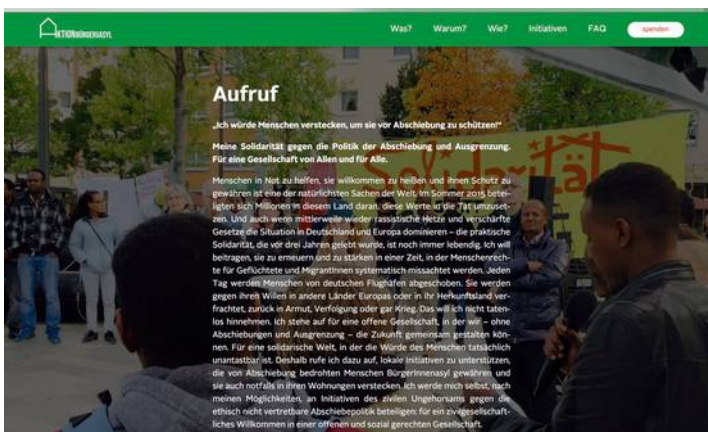 AKTIONBÜRGERASYL
Was?
Warum?
Wie?
Initiativen
FAQ
spenden
Aufruf
„Ich würde Menschen verstecken, um sie vor Abschiebung zu schützen!“
Meine Solidarität gegen die Politik der Abschiebung und Ausgrenzung.
Für eine Gesellschaft von Allen und für Alle.
Menschen in Not zu helfen, sie willkommen zu heißen und ihnen Schutz zu
gewähren ist eine der natürlichsten Sachen der Welt. Im Sommer 2015 betei-
ligten sich Millionen in diesem Land daran, diese Werte in die Tat umzuset-
zen. Und auch wenn mittlerweile wieder rassistische Hetze und verschärfte
Gesetze die Situation in Deutschland und Europa dominieren – die praktische
Solidarität, die vor drei Jahren gelebt wurde, ist noch immer lebendig. Ich will
beitragen, sie zu erneuern und zu stärken in einer Zeit, in der Menschenrech-
te für Geflüchtete und MigrantInnen systematisch missachtet werden. Jeden
Tag werden Menschen von deutschen Flughäfen abgeschoben. Sie werden
gegen ihren Willen in andere Länder Europas oder in ihr Herkunftsland ver-
frachtet, zurück in Armut, Verfolgung oder gar Krieg. Das will ich nicht taten-
los hinnehmen. Ich stehe auf für eine offene Gesellschaft, in der wir – ohne
Abschiebungen und Ausgrenzung – die Zukunft gemeinsam gestalten kön-
nen. Für eine solidarische Welt, in der die Würde des Menschen tatsächlich
unantastbar ist. Deshalb rufe ich dazu auf, lokale Initiativen zu unterstützen,
die von Abschiebung bedrohten Menschen BürgerInnenasyl gewähren und
sie auch notfalls in ihren Wohnungen verstecken. Ich werde mich selbst, nach
meinen Möglichkeiten, an Initiativen des zivilen Ungehorsams gegen die
ethisch nicht vertretbare Abschiebepolitik beteiligen: für ein zivilgesellschaft-
liches Willkommen in einer offenen und sozial gerechten Gesellschaft.